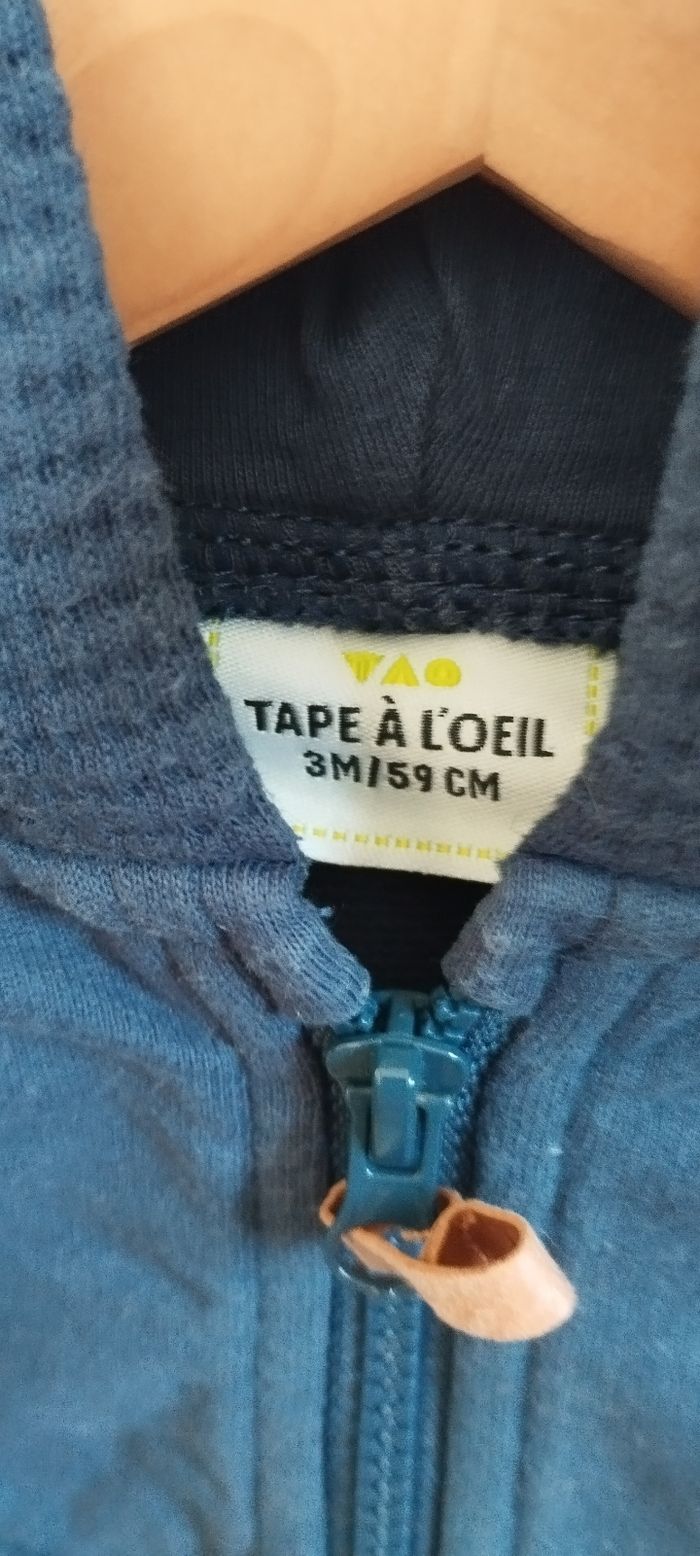 TAO
TAPE À L'OEIL
3M/59 CM